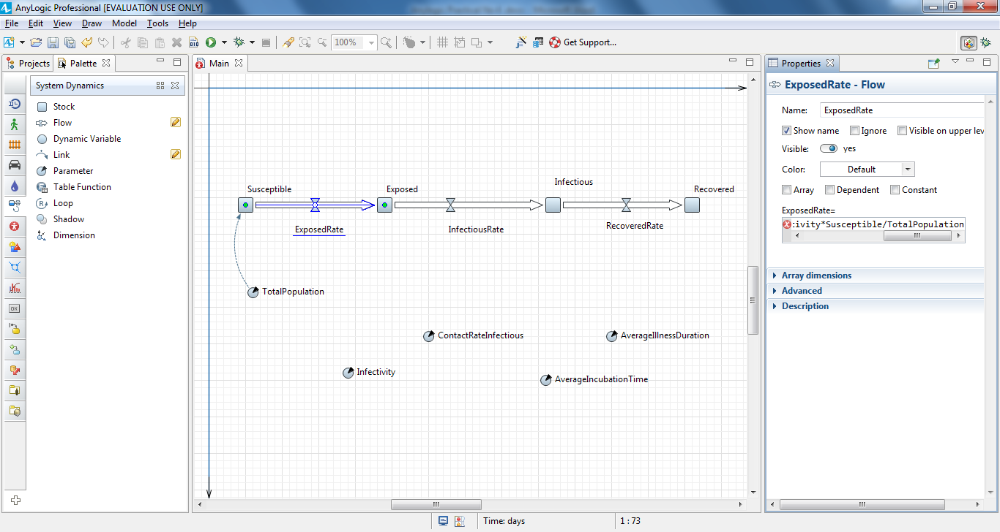 AnyLogic Professional [EVALUATION USE ONLY]
File Edit View Draw Model Tools Help
100% Get Support...
Projects Palette
Main
Properties
System Dynamics
Stock
Flow
Dynamic Variable
Link
Parameter
Table Function
Loop
Shadow
Dimension
Susceptible
Exposed
Infectious
Recovered
ExposedRate
InfectiousRate
RecoveredRate
TotalPopulation
ContactRateInfectious
AverageIllnessDuration
Infectivity
AverageIncubationTime
ExposedRate - Flow
Name: ExposedRate
Show name Ignore Visible on upper lev
Visible: yes
Color: Default
Array Dependent Constant
ExposedRate=
ivity*Susceptible/TotalPopulation
Array dimensions
Advanced
Description
Time: days
1 : 73